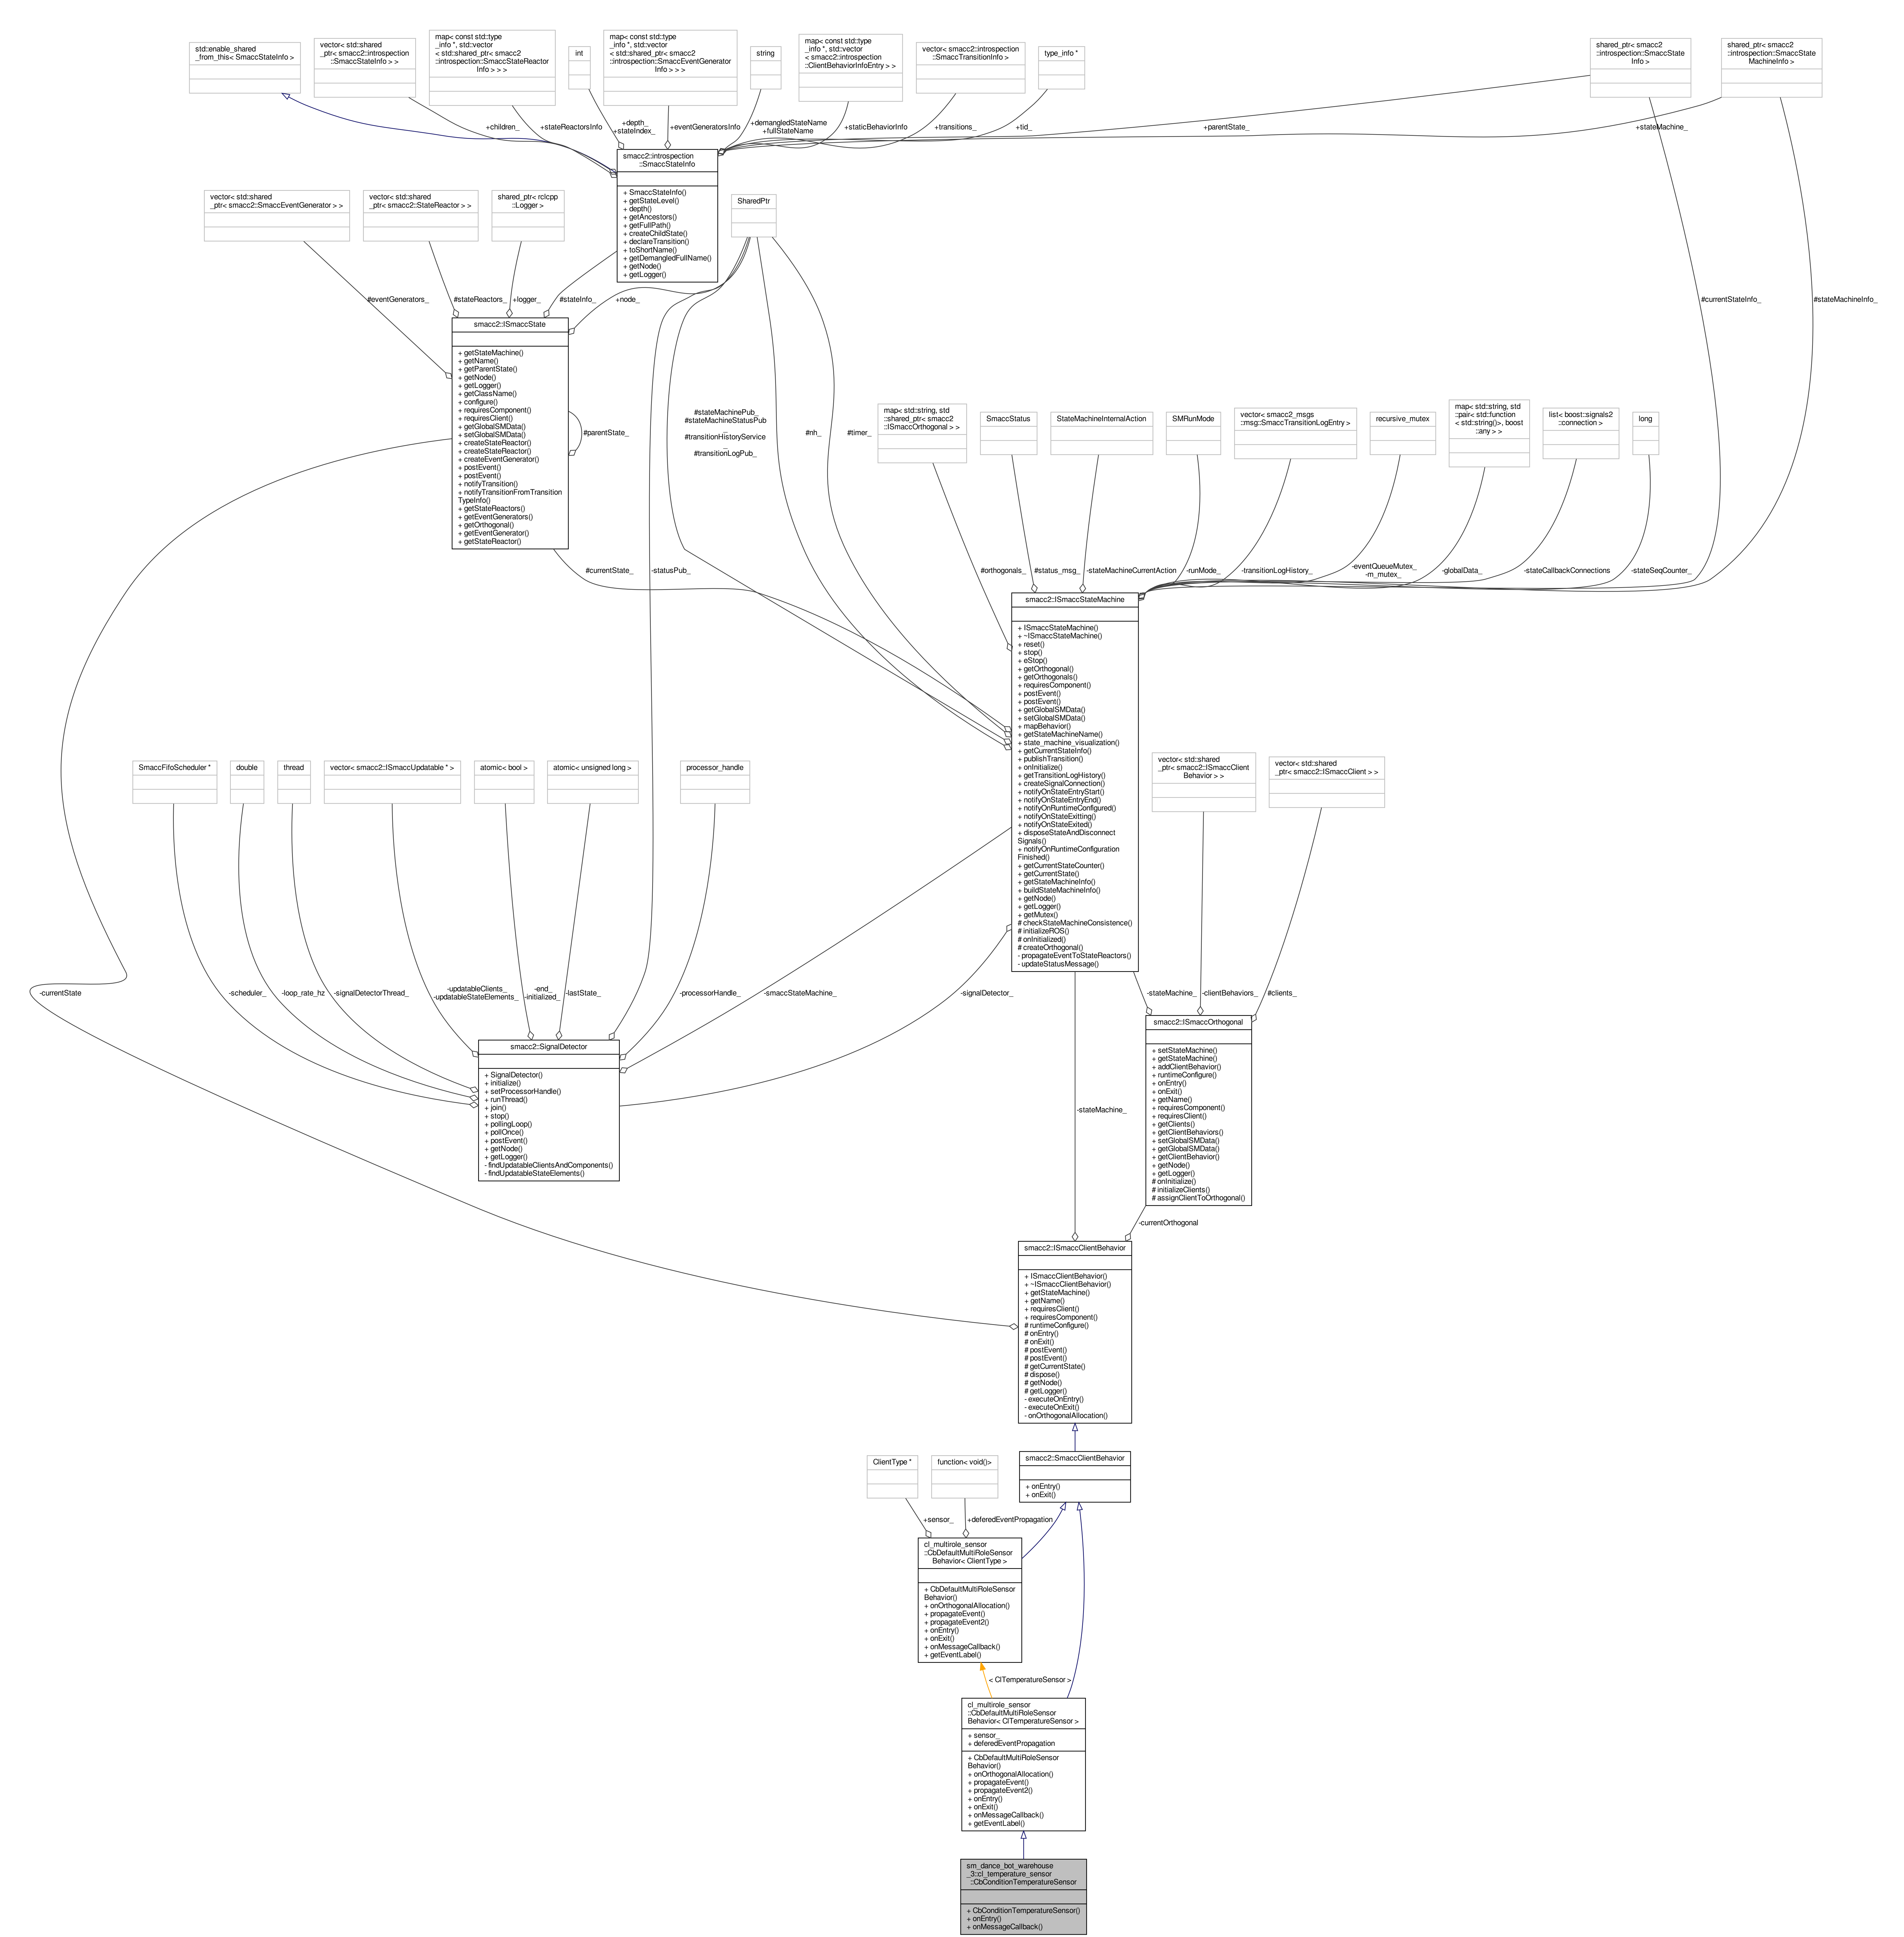 std::enable_shared
_from_this< SmaccStateInfo >
vector< std::shared
_ptr< smacc2::introspection
::SmaccStateInfo > >
map< const std::type
_info *, std::vector
< std::shared_ptr< smacc2
::introspection::SmaccStateReactor
Info > > >
int
map< const std::type
_info *, std::vector
< std::shared_ptr< smacc2
::introspection::SmaccEventGenerator
Info > > >
string
map< const std::type
_info *, std::vector
< smacc2::introspection
::ClientBehaviorInfoEntry > >
vector< smacc2::introspection
::SmaccTransitionInfo >
type_info *
shared_ptr< smacc2
::introspection::SmaccState
Info >
shared_ptr< smacc2
::introspection::SmaccState
MachineInfo >
+children_
+stateReactorsInfo
+depth_
+stateIndex_
+eventGeneratorsInfo
+demangledStateName
+fullStateName
+staticBehaviorInfo
+transitions_
+tid_
+parentState_
+stateMachine_
smacc2::introspection
::SmaccStateInfo
+ SmaccStateInfo()
+ getStateLevel()
+ depth()
+ getAncestors()
+ getFullPath()
+ createChildState()
+ declareTransition()
+ toShortName()
+ getDemangledFullName()
+ getNode()
+ getLogger()
vector< std::shared
_ptr< smacc2::SmaccEventGenerator > >
vector< std::shared
_ptr< smacc2::StateReactor > >
shared_ptr< rclcpp
::Logger >
SharedPtr
#eventGenerators_
#stateReactors_
+logger_
#stateInfo_
+node_
#currentStateInfo_
#stateMachineInfo_
smacc2::ISmaccState
+ getStateMachine()
+ getName()
+ getParentState()
+ getNode()
+ getLogger()
+ getClassName()
+ configure()
+ requiresComponent()
+ requiresClient()
+ getGlobalSMData()
+ setGlobalSMData()
+ createStateReactor()
+ createStateReactor()
+ createEventGenerator()
+ postEvent()
+ postEvent()
+ notifyTransition()
+ notifyTransitionFromTransition
TypeInfo()
+ getStateReactors()
+ getEventGenerators()
+ getOrthogonal()
+ getEventGenerator()
+ getStateReactor()
#parentState_
#stateMachinePub_
#stateMachineStatusPub
_
#transitionHistoryService
_
#transitionLogPub_
#nh_
#timer_
map< std::string, std
::shared_ptr< smacc2
::ISmaccOrthogonal > >
SmaccStatus
StateMachineInternalAction
SMRunMode
vector< smacc2_msgs
::msg::SmaccTransitionLogEntry >
recursive_mutex
map< std::string, std
::pair< std::function
< std::string()>, boost
::any > >
list< boost::signals2
::connection >
long
#currentState_
-statusPub_
#orthogonals_
#status_msg_
-stateMachineCurrentAction
-runMode_
-transitionLogHistory_
-eventQueueMutex_
-m_mutex_
-globalData_
-stateCallbackConnections
-stateSeqCounter_
smacc2::ISmaccStateMachine
+ ISmaccStateMachine()
+ ~ISmaccStateMachine()
+ reset()
+ stop()
+ eStop()
+ getOrthogonal()
+ getOrthogonals()
+ requiresComponent()
+ postEvent()
+ postEvent()
+ getGlobalSMData()
+ setGlobalSMData()
+ mapBehavior()
+ getStateMachineName()
+ state_machine_visualization()
+ getCurrentStateInfo()
+ publishTransition()
+ onInitialize()
+ getTransitionLogHistory()
+ createSignalConnection()
+ notifyOnStateEntryStart()
+ notifyOnStateEntryEnd()
+ notifyOnRuntimeConfigured()
+ notifyOnStateExitting()
+ notifyOnStateExited()
+ disposeStateAndDisconnect
Signals()
+ notifyOnRuntimeConfiguration
Finished()
+ getCurrentStateCounter()
+ getCurrentState()
+ getStateMachineInfo()
+ buildStateMachineInfo()
+ getNode()
+ getLogger()
+ getMutex()
# checkStateMachineConsistence()
# initializeROS()
# onInitialized()
# createOrthogonal()
- propagateEventToStateReactors()
- updateStatusMessage()
SmaccFifoScheduler *
double
thread
vector< smacc2::ISmaccUpdatable * >
atomic< bool >
atomic< unsigned long >
processor_handle
vector< std::shared
_ptr< smacc2::ISmaccClient
Behavior > >
vector< std::shared
_ptr< smacc2::ISmaccClient > >
-currentState
-scheduler_
-loop_rate_hz
-signalDetectorThread_
-updatableClients_
-updatableStateElements_
-end_
-initialized_
-lastState_
-processorHandle_
-smaccStateMachine_
-signalDetector_
-stateMachine_
-clientBehaviors_
#clients_
smacc2::SignalDetector
+ SignalDetector()
+ initialize()
+ setProcessorHandle()
+ runThread()
+ join()
+ stop()
+ pollingLoop()
+ pollOnce()
+ postEvent()
+ getNode()
+ getLogger()
- findUpdatableClientsAndComponents()
- findUpdatableStateElements()
smacc2::ISmaccOrthogonal
+ setStateMachine()
+ getStateMachine()
+ addClientBehavior()
+ runtimeConfigure()
+ onEntry()
+ onExit()
+ getName()
+ requiresComponent()
+ requiresClient()
+ getClients()
+ getClientBehaviors()
+ setGlobalSMData()
+ getGlobalSMData()
+ getClientBehavior()
+ getNode()
+ getLogger()
# onInitialize()
# initializeClients()
# assignClientToOrthogonal()
-stateMachine_
-currentOrthogonal
smacc2::ISmaccClientBehavior
+ ISmaccClientBehavior()
+ ~ISmaccClientBehavior()
+ getStateMachine()
+ getName()
+ requiresClient()
+ requiresComponent()
# runtimeConfigure()
# onEntry()
# onExit()
# postEvent()
# postEvent()
# getCurrentState()
# dispose()
# getNode()
# getLogger()
- executeOnEntry()
- executeOnExit()
- onOrthogonalAllocation()
ClientType *
function< void()>
smacc2::SmaccClientBehavior
+ onEntry()
+ onExit()
+sensor_
+deferedEventPropagation
cl_multirole_sensor
::CbDefaultMultiRoleSensor
Behavior< ClientType >
+ CbDefaultMultiRoleSensor
Behavior()
+ onOrthogonalAllocation()
+ propagateEvent()
+ propagateEvent2()
+ onEntry()
+ onExit()
+ onMessageCallback()
+ getEventLabel()
< ClTemperatureSensor >
cl_multirole_sensor
::CbDefaultMultiRoleSensor
Behavior< ClTemperatureSensor >
+ sensor_
+ deferedEventPropagation
+ CbDefaultMultiRoleSensor
Behavior()
+ onOrthogonalAllocation()
+ propagateEvent()
+ propagateEvent2()
+ onEntry()
+ onExit()
+ onMessageCallback()
+ getEventLabel()
sm_dance_bot_warehouse
_3::cl_temperature_sensor
::CbConditionTemperatureSensor
+ CbConditionTemperatureSensor()
+ onEntry()
+ onMessageCallback()